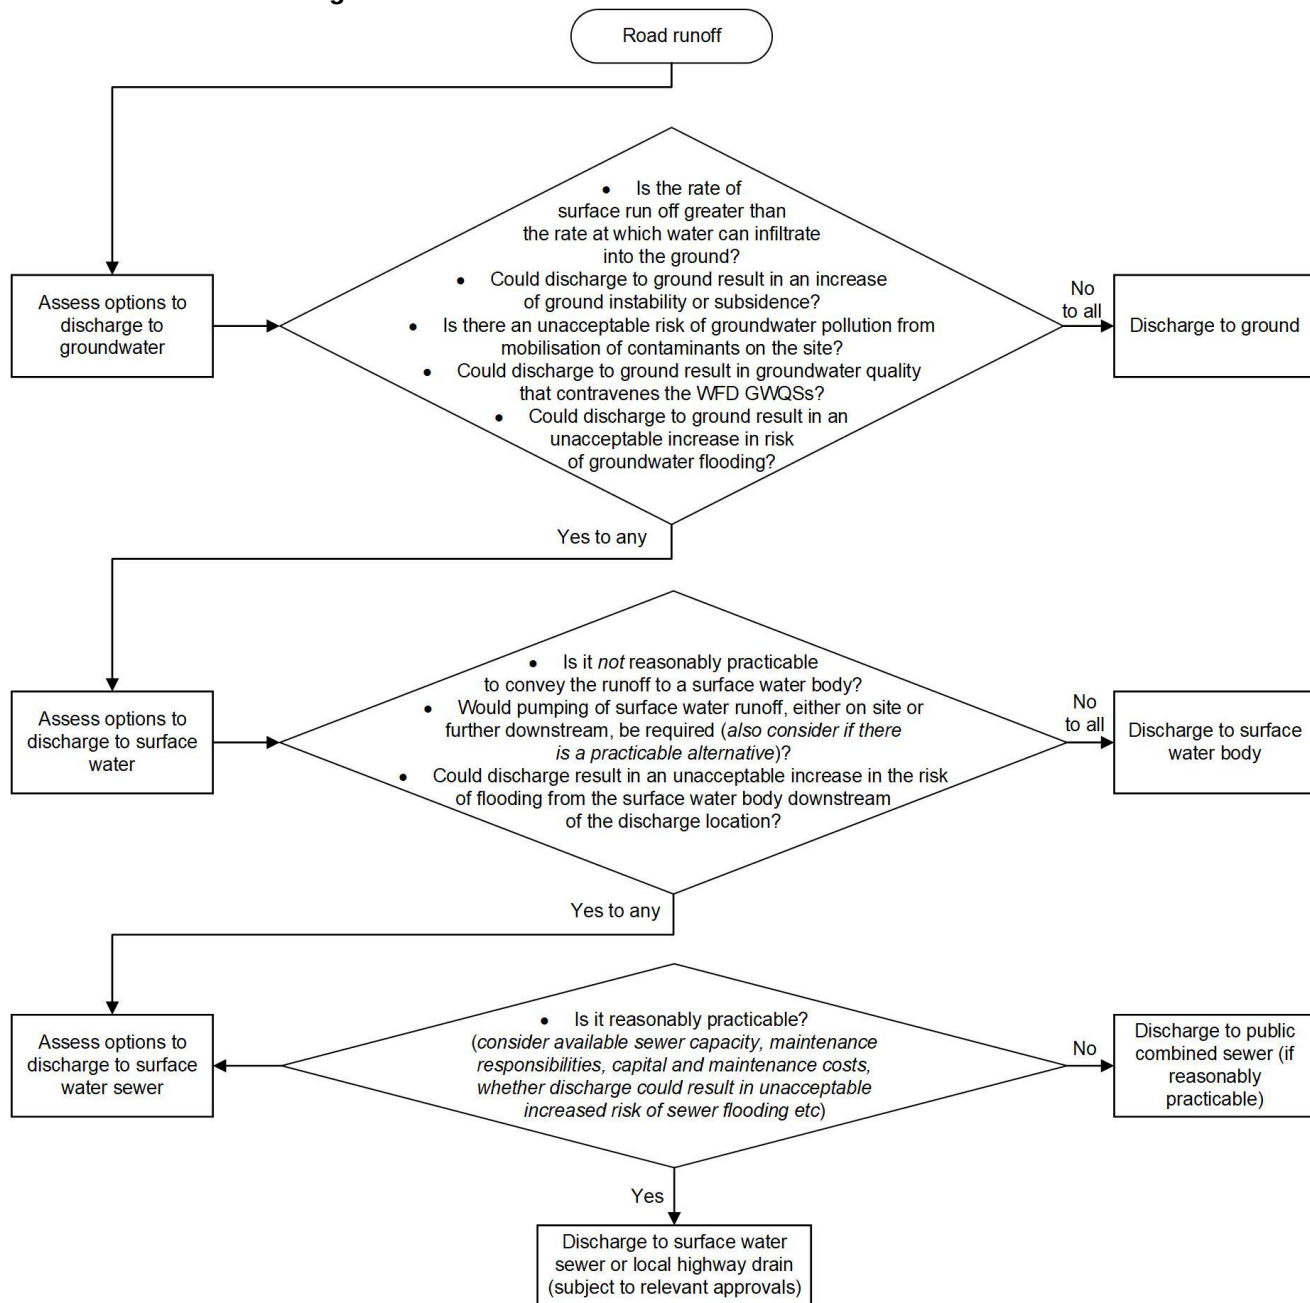 Road runoff
• Is the rate of
surface run off greater than
the rate at which water can infiltrate
into the ground?
• Could discharge to ground result in an increase
of ground instability or subsidence?
• Is there an unacceptable risk of groundwater pollution from
mobilisation of contaminants on the site?
• Could discharge to ground result in groundwater quality
that contravenes the WFD GWQSs?
• Could discharge to ground result in an
unacceptable increase in risk
of groundwater flooding?
Assess options to
discharge to
groundwater
No
to all
Discharge to ground
Yes to any
• Is it not reasonably practicable
to convey the runoff to a surface water body?
• Would pumping of surface water runoff, either on site or
further downstream, be required (also consider if there
is a practicable alternative)?
• Could discharge result in an unacceptable increase in the risk
of flooding from the surface water body downstream
of the discharge location?
Assess options to
discharge to surface
water
No
to all
Discharge to surface
water body
Yes to any
• Is it reasonably practicable?
(consider available sewer capacity, maintenance
responsibilities, capital and maintenance costs,
whether discharge could result in unacceptable
increased risk of sewer flooding etc)
Assess options to
discharge to surface
water sewer
No
Discharge to public
combined sewer (if
reasonably
practicable)
Yes
Discharge to surface water
sewer or local highway drain
(subject to relevant approvals)